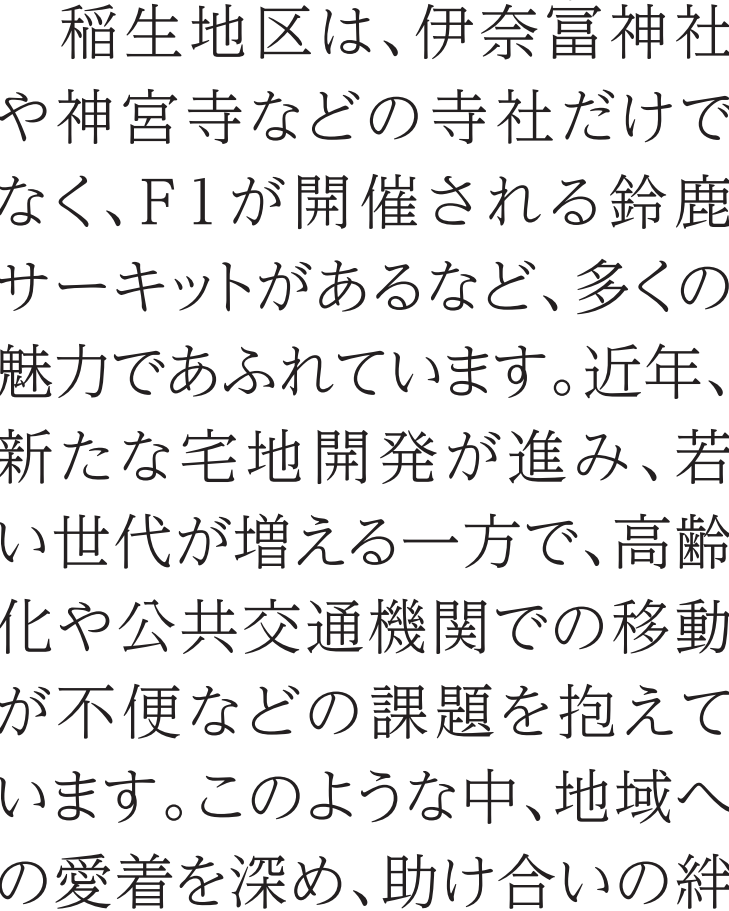 稲生地区は、伊奈冨神社
や神宮寺などの寺社だけで
なく、F1が開催される鈴鹿
サーキットがあるなど、多くの
魅力であふれています。近年、
新たな宅地開発が進み、若
い世代が増える一方で、高齢
化や公共交通機関での移動
が不便などの課題を抱えて
います。このような中、地域へ
の愛着を深め、助け合いの絆